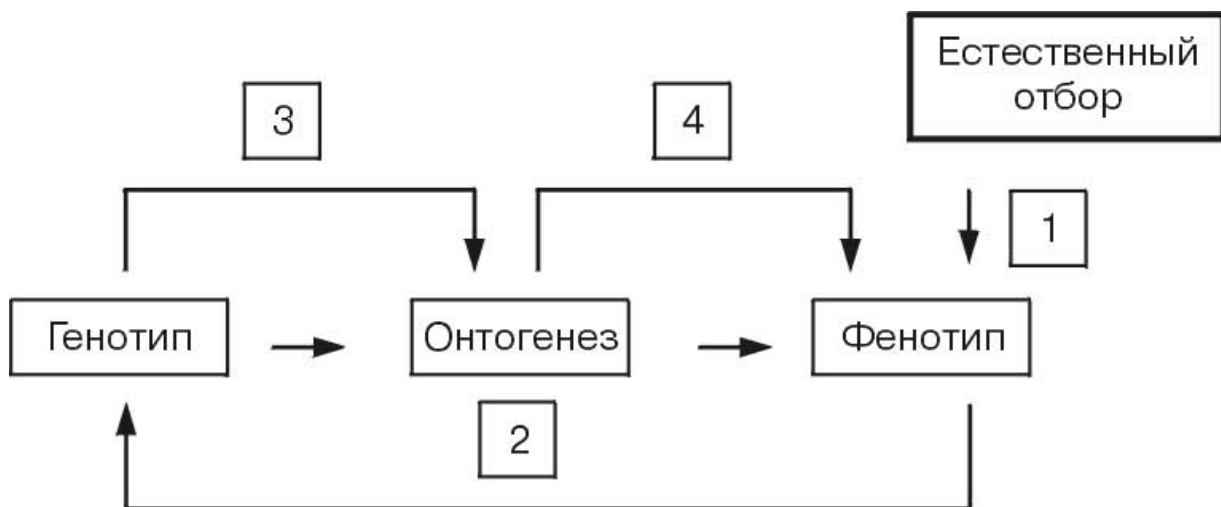 Естественный
отбор
3
4
1
Генотип
Онтогенез
Фенотип
2